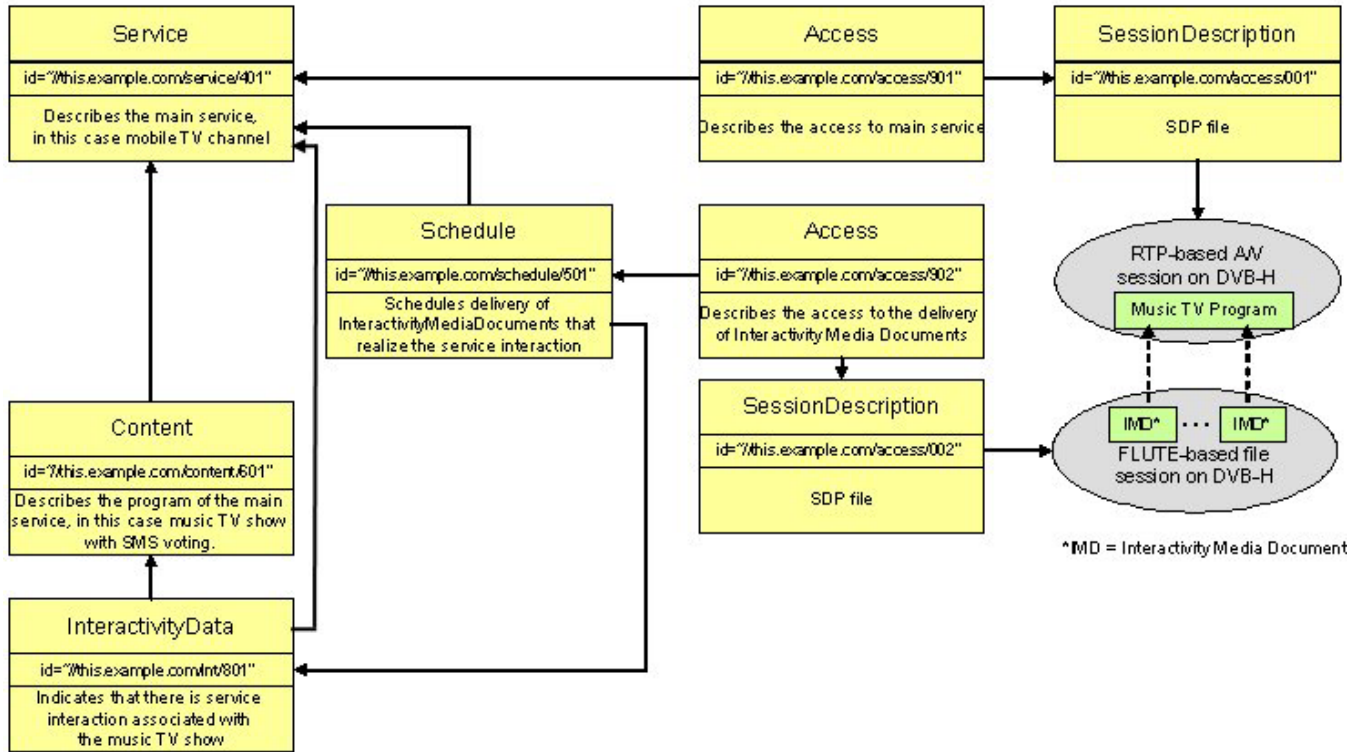 Service
id="//this.example.com/service/401"
Describes the main service,
in this case mobile TV channel
Access
id="//this.example.com/access/901"
Describes the access to main service
SessionDescription
id="//this.example.com/access/001"
SDP file
Schedule
id="//this.example.com/schedule/501"
Schedules delivery of
InteractivityMediaDocuments that
realize the service interaction
Access
id="//this.example.com/access/902"
Describes the access to the delivery
of Interactivity Media Documents
RTP-based A/V
session on DVB-H
Music TV Program
SessionDescription
id="//this.example.com/access/002"
SDP file
IMD* ... IMD*
FLUTE-based file
session on DVB-H
*IMD = Interactivity Media Document
Content
id="//this.example.com/content/601"
Describes the program of the main
service, in this case music TV show
with SMS voting.
InteractivityData
id="//this.example.com/int/801"
Indicates that there is service
interaction associated with
the music TV show